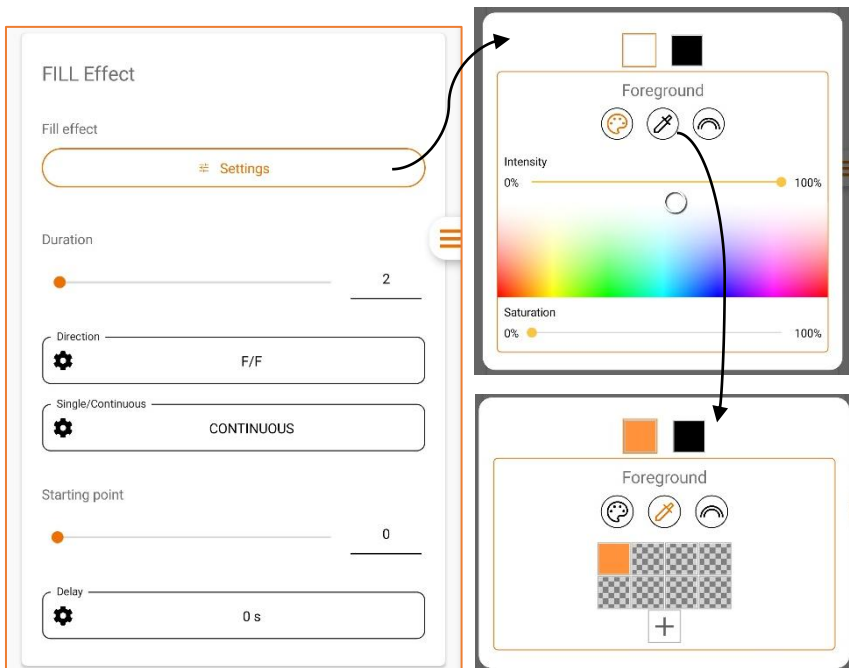 FILL Effect
Fill effect
Settings
Duration
2
Direction
F/F
Single/Continuous
CONTINUOUS
Starting point
0
Delay
0 s
Foreground
Intensity
0% 100%
Saturation
0% 100%
Foreground